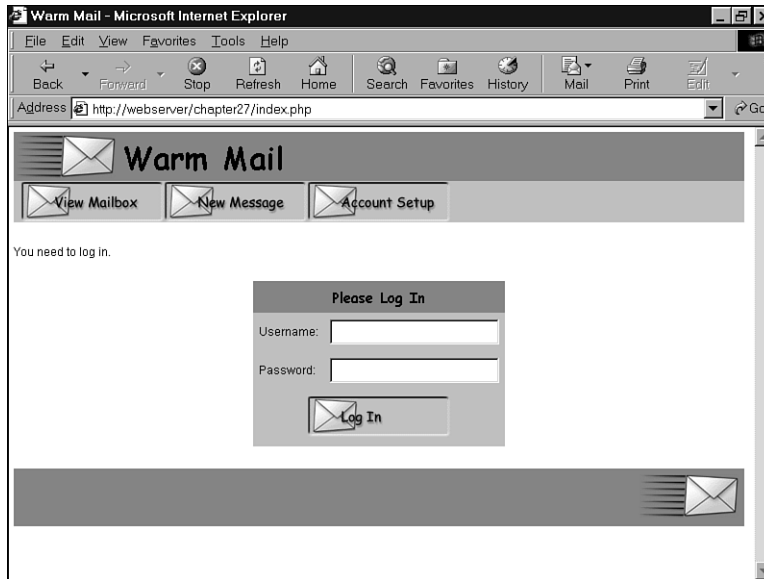 Warm Mail - Microsoft Internet Explorer
File Edit View Favorites Tools Help
Back Forward Stop Refresh Home Search Favorites History Mail Print Edit
Address http://webserver/chapter27/index.php Go
Warm Mail
View Mailbox New Message Account Setup
You need to log in.
Please Log In
Username:
Password:
Log In